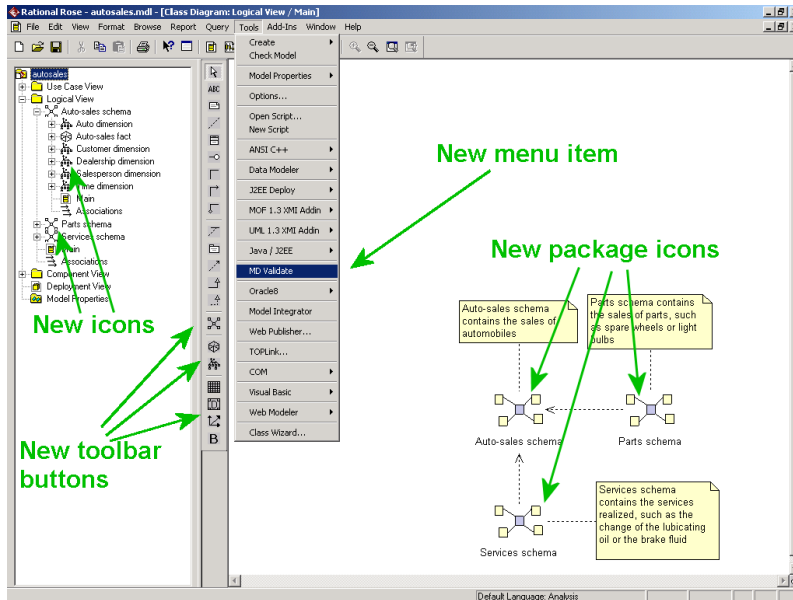 Rational Rose - autosales.mdl - [Class Diagram: Logical View / Main]
File Edit View Format Browse Report Query Tools Add-Ins Window Help
autosales
Use Case View
Logical View
Auto-sales schema
Auto dimension
Auto-sales fact
Customer dimension
Dealership dimension
Salesperson dimension
Time dimension
Main
Associations
Parts schema
Services schema
Main
Associations
Component View
Deployment View
Model Properties
New icons
New toolbar
buttons
ABC
B
Create
Check Model
Model Properties
Options...
Open Script...
New Script
ANSI C++
Data Modeler
J2EE Deploy
MOF 1.3 XMI Addin
UML 1.3 XMI Addin
Java / J2EE
MD Validate
Oracle8
Model Integrator
Web Publisher...
TOPLink...
COM
Visual Basic
Web Modeler
Class Wizard...
New menu item
New package icons
Auto-sales schema
contains the sales of
automobiles
Parts schema contains
the sales of parts, such
as spare wheels or light
bulbs
Auto-sales schema
Parts schema
Services schema
contains the services
realized, such as the
change of the lubicating
oil or the brake fluid
Services schema
Default Language: Analysis